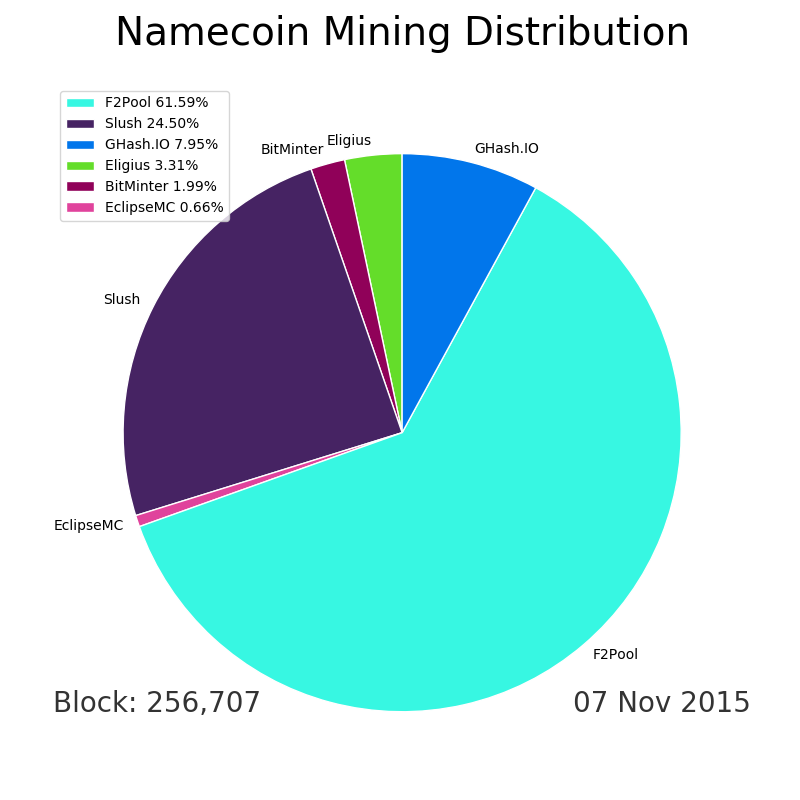 Namecoin Mining Distribution
F2Pool 61.59%
Slush 24.50%
GHash.IO 7.95%
Eligius 3.31%
BitMinter 1.99%
EclipseMC 0.66%
BitMinter
Eligius
GHash.IO
Slush
EclipseMC
F2Pool
Block: 256,707
07 Nov 2015